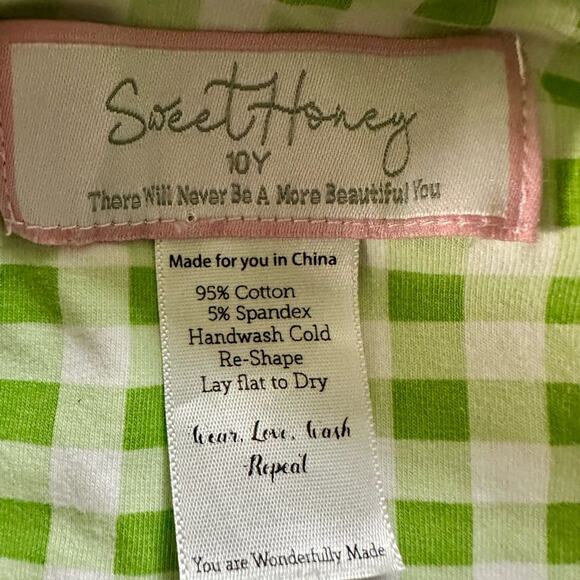 Sweet Honey
10Y
There Will Never Be A More Beautiful You
Made for you in China
95% Cotton
5% Spandex
Handwash Cold
Re-Shape
Lay flat to Dry
Wear, Love, Wash
Repeat
You are Wonderfully Made